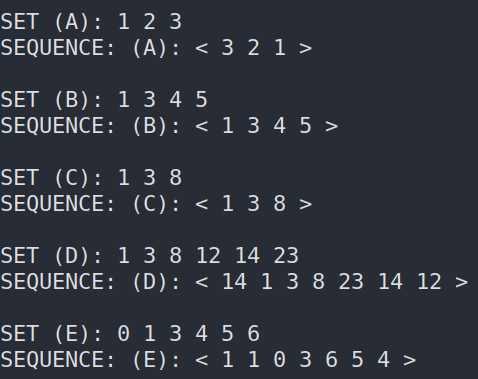 SET (A): 1 2 3
SEQUENCE: (A): < 3 2 1 >
SET (B): 1 3 4 5
SEQUENCE: (B): < 1 3 4 5 >
SET (C): 1 3 8
SEQUENCE: (C): < 1 3 8 >
SET (D): 1 3 8 12 14 23
SEQUENCE: (D): < 14 1 3 8 23 14 12 >
SET (E): 0 1 3 4 5 6
SEQUENCE: (E): < 1 1 0 3 6 5 4 >